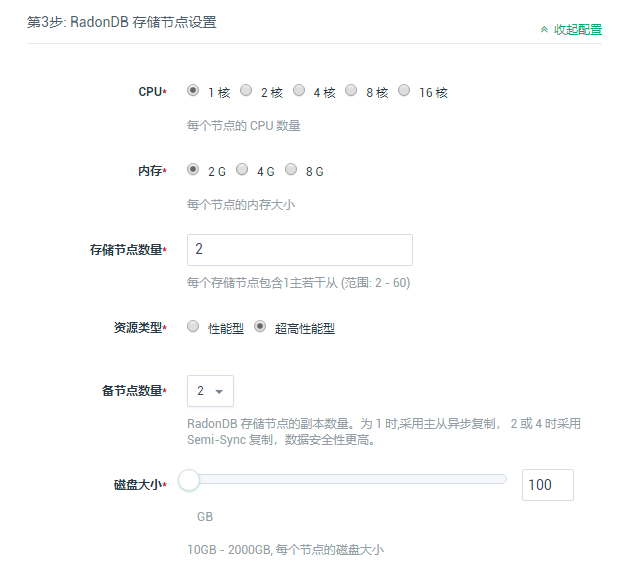 第3步: RadonDB 存储节点设置
收起配置
CPU* 1 核 2 核 4 核 8 核 16 核
每个节点的 CPU 数量
内存* 2 G 4 G 8 G
每个节点的内存大小
存储节点数量* 2
每个存储节点包含1主若干从 (范围: 2 - 60)
资源类型* 性能型 超高性能型
备节点数量* 2
RadonDB 存储节点的副本数量。为 1 时,采用主从异步复制， 2 或 4 时采用
Semi-Sync 复制，数据安全性更高。
磁盘大小* 100
GB
10GB - 2000GB, 每个节点的磁盘大小